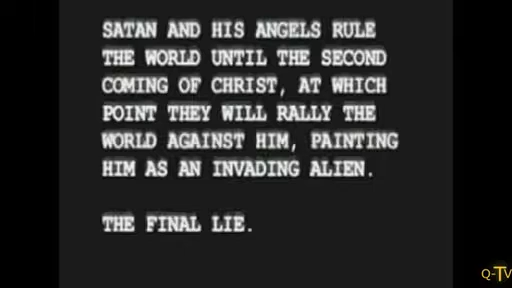 SATAN AND HIS ANGELS RULE
THE WORLD UNTIL THE SECOND
COMING OF CHRIST, AT WHICH
POINT THEY WILL RALLY THE
WORLD AGAINST HIM, PAINTING
HIM AS AN INVADING ALIEN.
THE FINAL LIE.
Q-TV